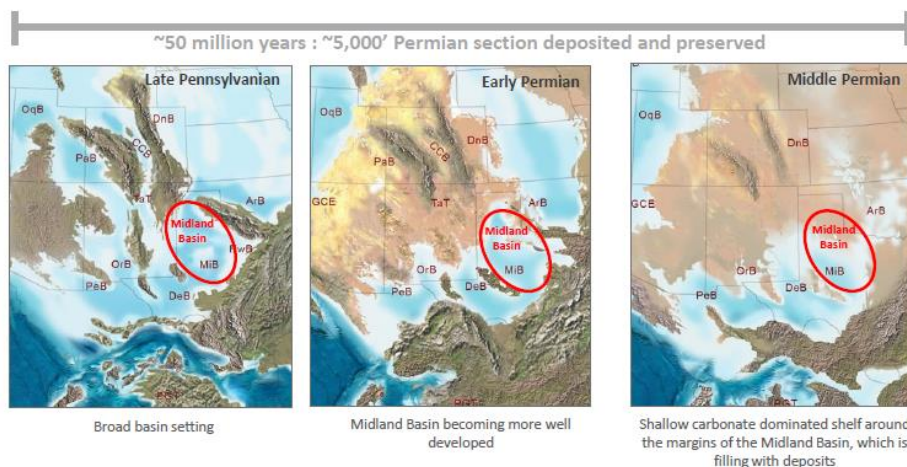 ~50 million years : ~5,000’ Permian section deposited and preserved
Late Pennsylvanian
OqB
DnB
PaB
CCB
TaT
ArB
Midland
Basin
MiB
OrB
PeB
DeB
Early Permian
OqB
DnB
PaB
CCB
GCE
TaT
ArB
Midland
Basin
MiB
OrB
PeB
DeB
Middle Permian
OqB
DnB
GCE
ArB
Midland
Basin
MiB
OrB
PeB
DeB
Broad basin setting
Midland Basin becoming more well
developed
Shallow carbonate dominated shelf around
the margins of the Midland Basin, which is
filling with deposits